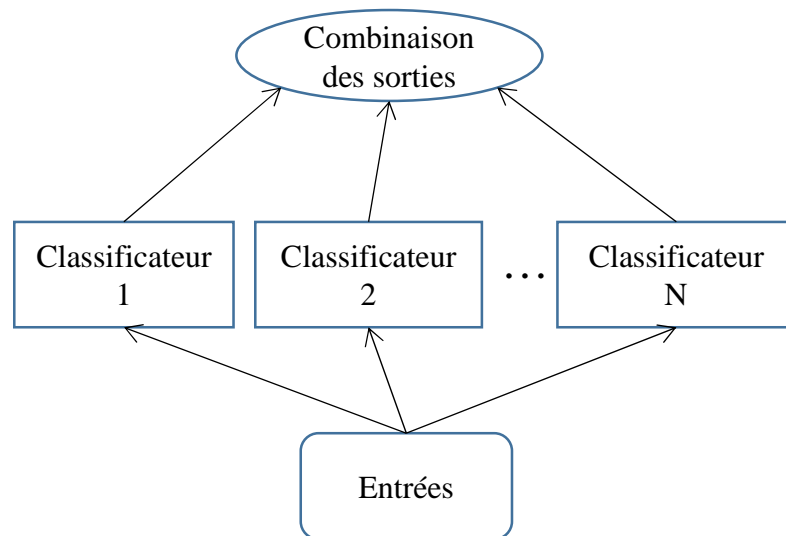 Combinaison
des sorties
Classificateur
1
Classificateur
2
…
Classificateur
N
Entrées